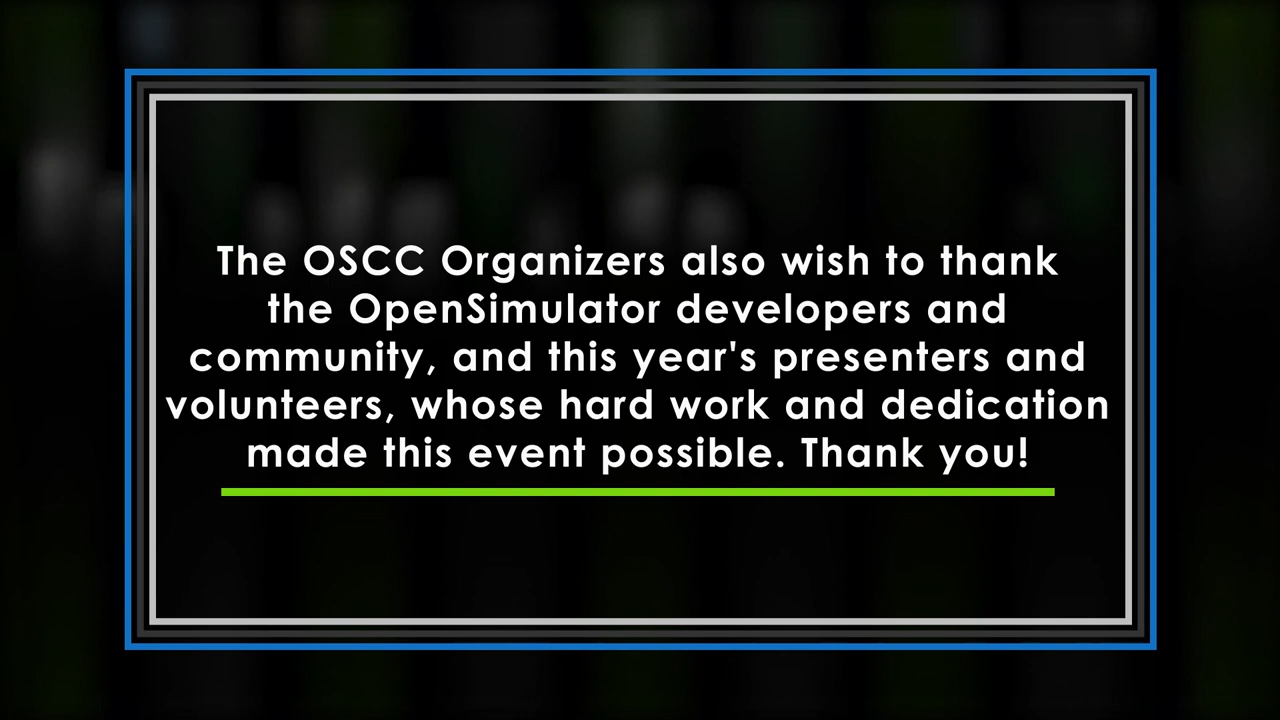 The OSCC Organizers also wish to thank
the OpenSimulator developers and
community, and this year's presenters and
volunteers, whose hard work and dedication
made this event possible. Thank you!